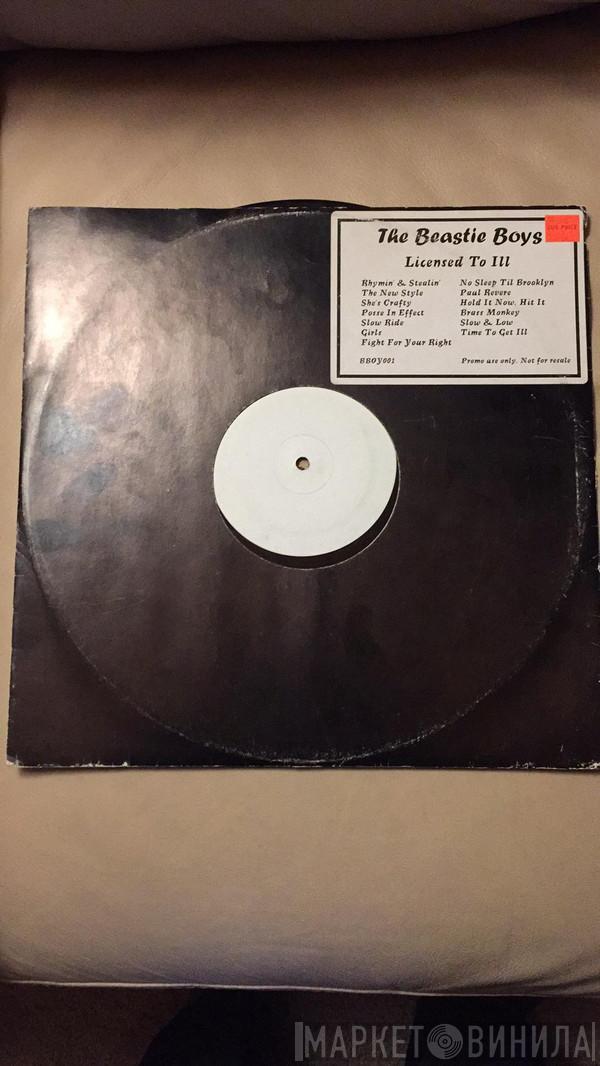 The Beastie Boys
OUR PRICE
Licensed To Ill
Rhymin' & Stealin'
The New Style
She's Crafty
Posse In Effect
Slow Ride
Girls
Fight For Your Right
No Sleep Til Brooklyn
Paul Revere
Hold It Now, Hit It
Brass Monkey
Slow & Low
Time To Get Ill
BBOY001
Promo use only. Not for resale
МАРКЕТ ВИНИЛА